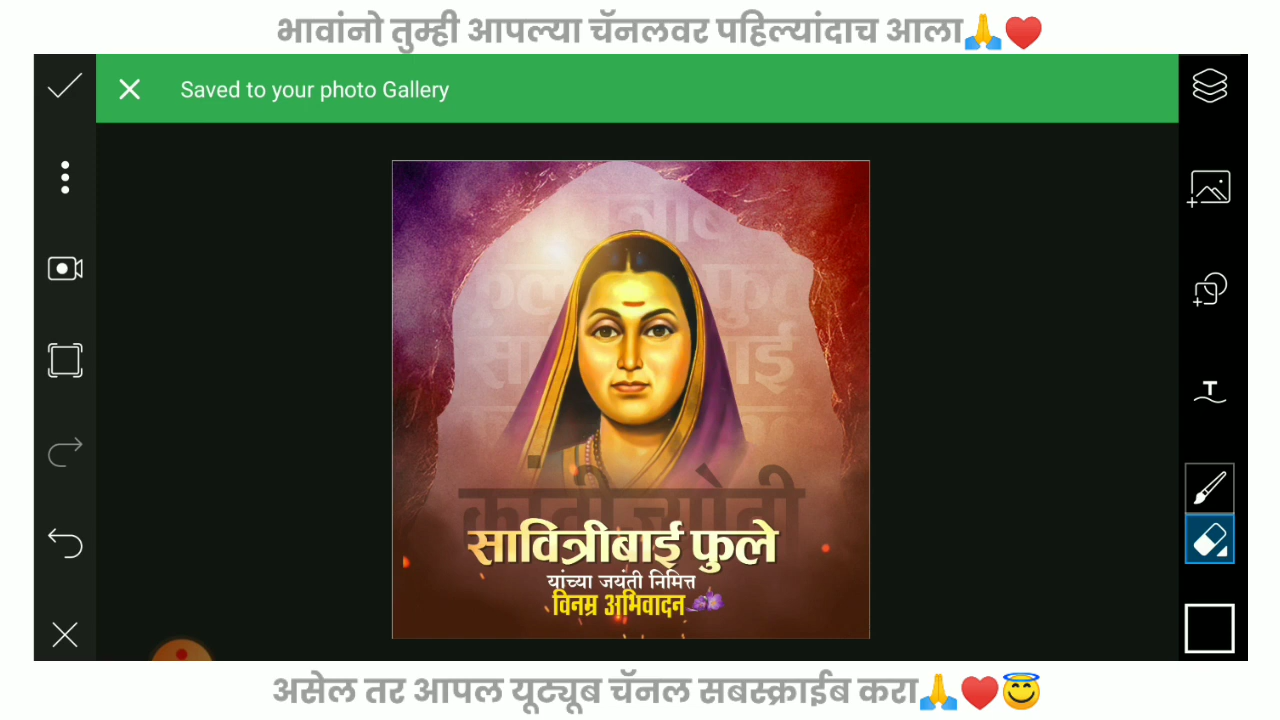 भावांनो तुम्ही आपल्या चॅनलवर पहिल्यांदाच आला🙏♥️
Saved to your photo Gallery
फुले
सावित्रीबाई
क्रांतीज्योती
सावित्रीबाई फुले
यांच्या जयंती निमित्त
विनम्र अभिवादन
असेल तर आपल यूट्यूब चॅनल सबस्क्राईब करा🙏♥️😇